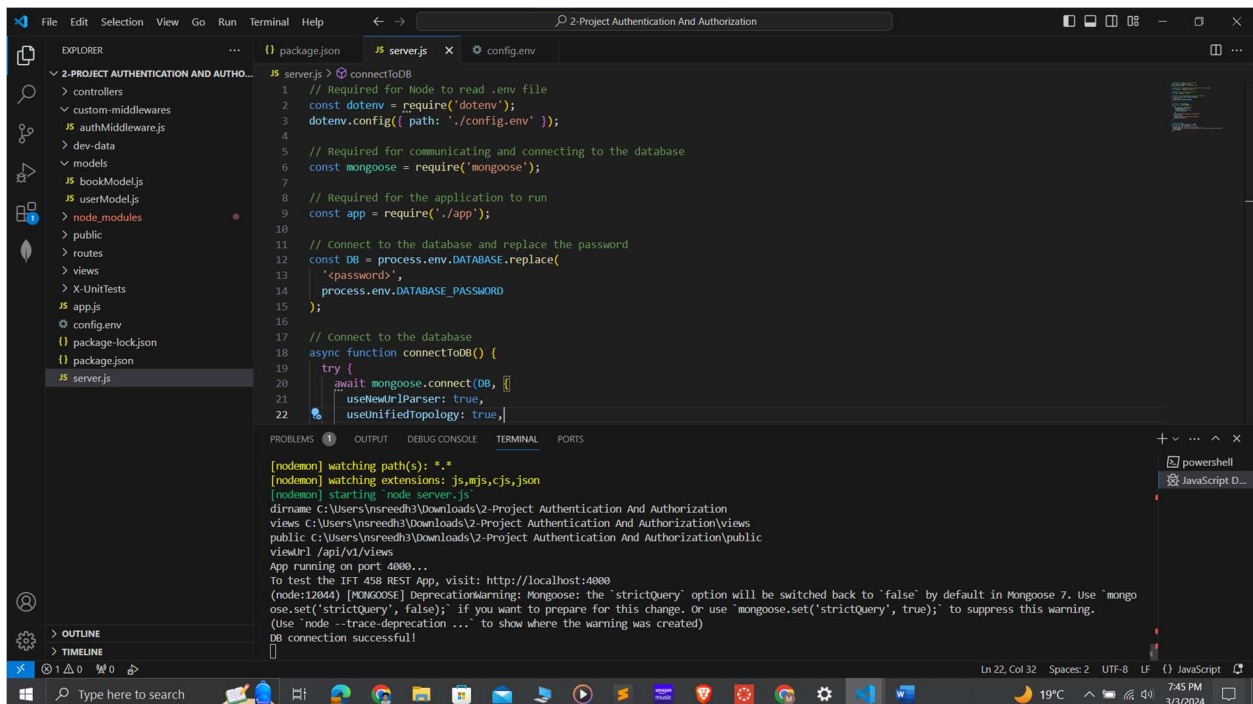 File Edit Selection View Go Run Terminal Help
2-Project Authentication And Authorization
EXPLORER
2-PROJECT AUTHENTICATION AND AUTHO...
controllers
custom-middlewares
JS authMiddleware.js
dev-data
models
JS bookModel.js
JS userModel.js
node_modules
public
routes
views
X-UnitTests
JS app.js
config.env
{} package-lock.json
{} package.json
JS server.js
OUTLINE
TIMELINE
{} package.json JS server.js config.env
JS server.js > connectToDB
1 // Required for Node to read .env file
2 const dotenv = require('dotenv');
3 dotenv.config({ path: './config.env' });
4
5 // Required for communicating and connecting to the database
6 const mongoose = require('mongoose');
7
8 // Required for the application to run
9 const app = require('./app');
10
11 // Connect to the database and replace the password
12 const DB = process.env.DATABASE.replace(
13 '<password>',
14 process.env.DATABASE_PASSWORD
15 );
16
17 // Connect to the database
18 async function connectToDB() {
19 try {
20 await mongoose.connect(DB, {
21 useNewUrlParser: true,
22 useUnifiedTopology: true,
PROBLEMS 1 OUTPUT DEBUG CONSOLE TERMINAL PORTS
[nodemon] watching path(s): *.*
[nodemon] watching extensions: js,mjs,cjs,json
[nodemon] starting `node server.js`
dirname C:\Users\nsreedh3\Downloads\2-Project Authentication And Authorization
views C:\Users\nsreedh3\Downloads\2-Project Authentication And Authorization\views
public C:\Users\nsreedh3\Downloads\2-Project Authentication And Authorization\public
viewUrl /api/v1/views
App running on port 4000...
To test the IFT 458 REST App, visit: http://localhost:4000
(node:12044) [MONGOOSE] DeprecationWarning: Mongoose: the `strictQuery` option will be switched back to `false` by default in Mongoose 7. Use `mongo
ose.set('strictQuery', false);` if you want to prepare for this change. Or use `mongoose.set('strictQuery', true);` to suppress this warning.
(Use `node --trace-deprecation ...` to show where the warning was created)
DB connection successful!
powershell
JavaScript D...
1 0 0 Ln 22, Col 32 Spaces: 2 UTF-8 LF {} JavaScript
Type here to search
19°C
7:45 PM
3/3/2024